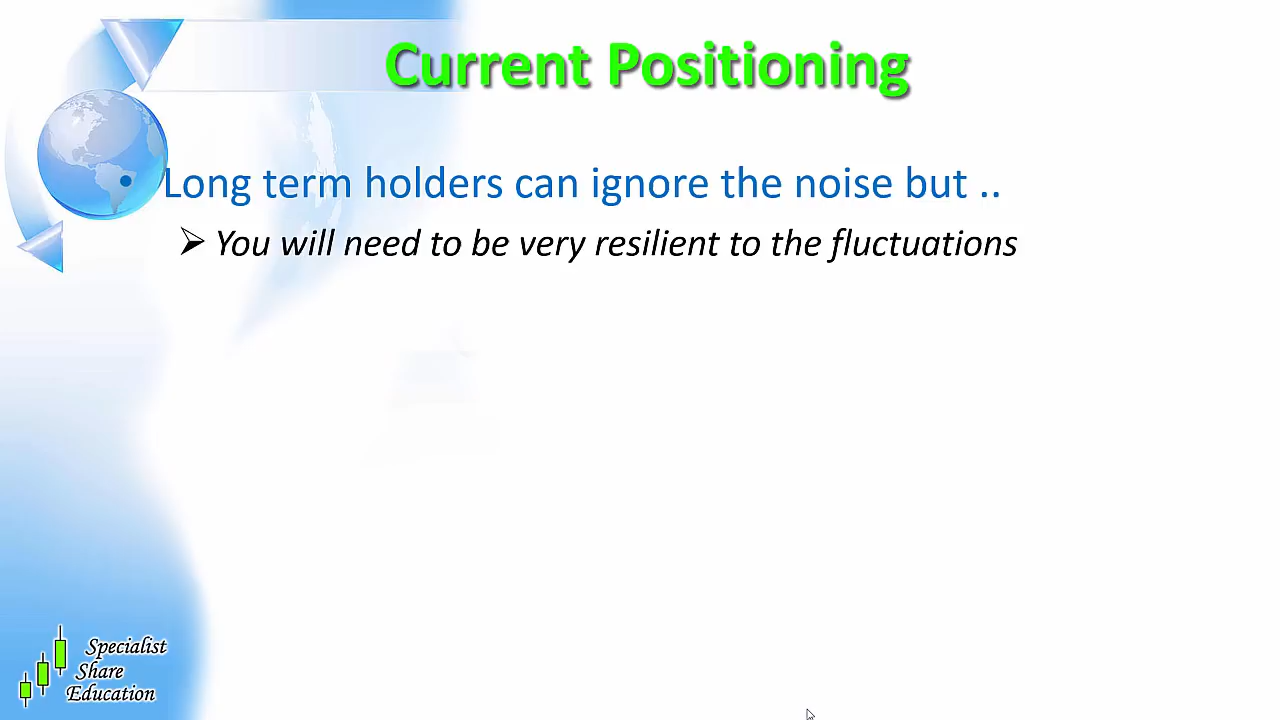 Current Positioning
Long term holders can ignore the noise but ..
You will need to be very resilient to the fluctuations
Specialist
Share
Education